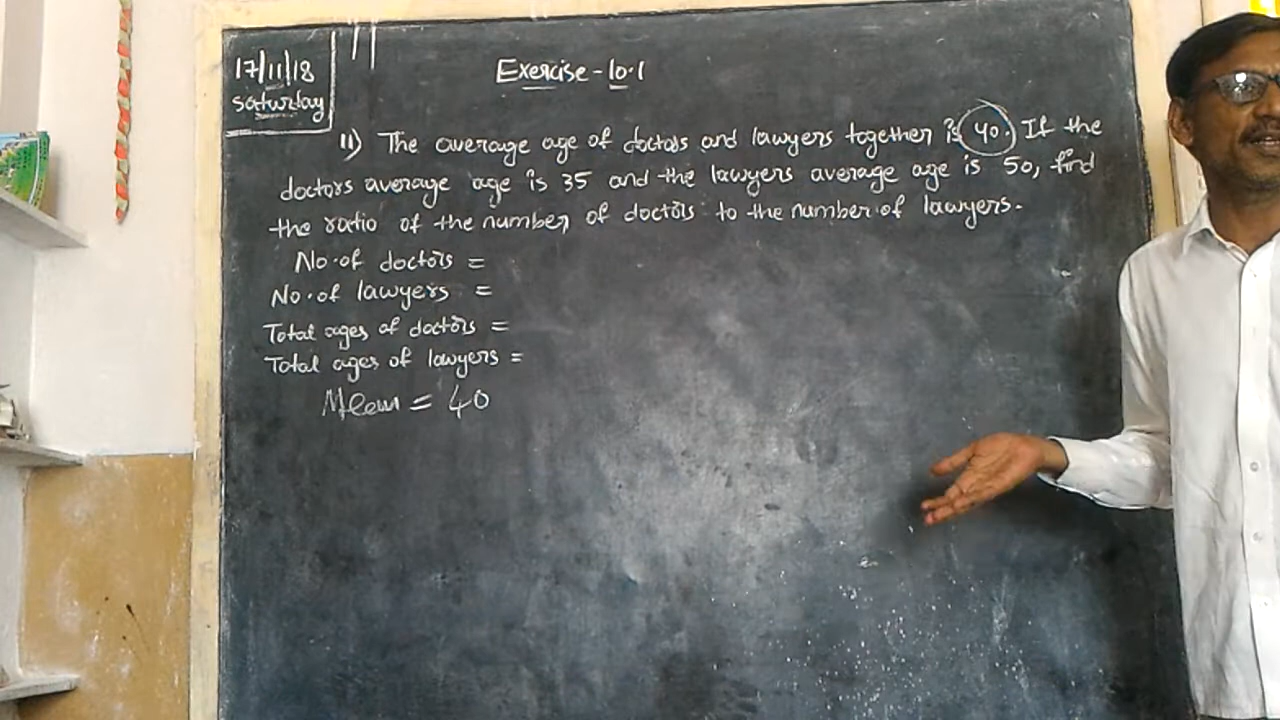 17/11/18
Saturday
Exercise-10.1
11) The average age of doctors and lawyers together is 40. If the
doctors average age is 35 and the lawyers average age is 50, find
the ratio of the number of doctors to the number of lawyers.
No. of doctors =
No. of lawyers =
Total ages of doctors =
Total ages of lawyers =
Mean = 40